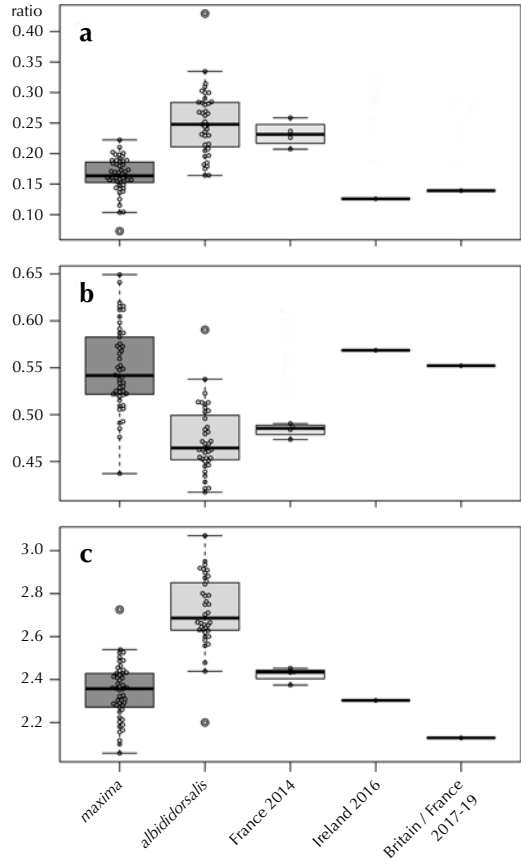 ratio
a
0.40
0.35
0.30
0.25
0.20
0.15
0.10
b
0.65
0.60
0.55
0.50
0.45
c
3.0
2.8
2.6
2.4
2.2
maxima
albididorsalis
France 2014
Ireland 2016
Britain / France
2017-19